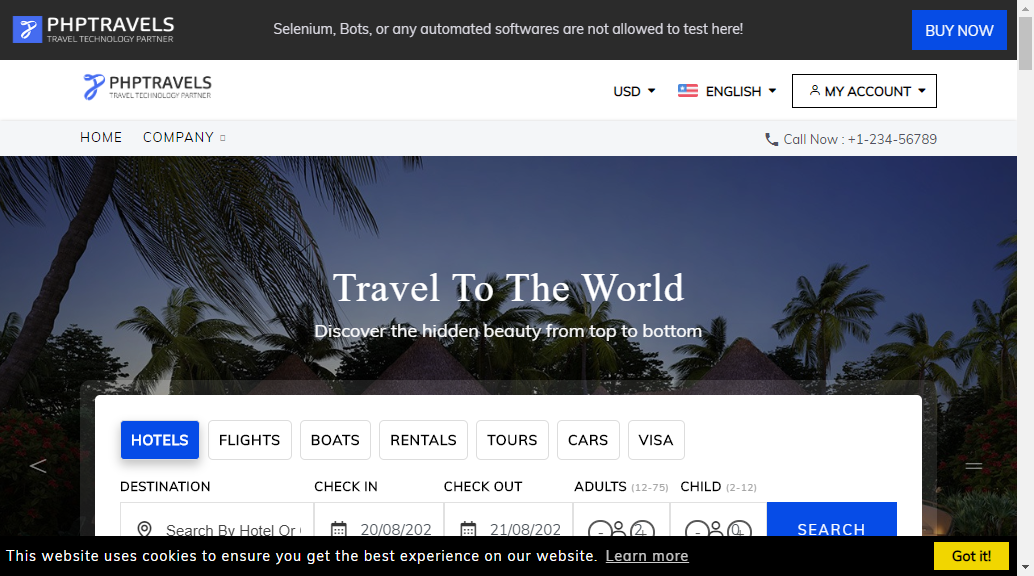 PHPTRAVELS
TRAVEL TECHNOLOGY PARTNER
Selenium, Bots, or any automated softwares are not allowed to test here!
BUY NOW
PHPTRAVELS
TRAVEL TECHNOLOGY PARTNER
USD
ENGLISH
MY ACCOUNT
HOME
COMPANY
Call Now : +1-234-56789
Travel To The World
Discover the hidden beauty from top to bottom
HOTELS
FLIGHTS
BOATS
RENTALS
TOURS
CARS
VISA
DESTINATION
CHECK IN
CHECK OUT
ADULTS (12-75)
CHILD (2-12)
Search By Hotel Or
20/08/202
21/08/202
- 2
- 0
SEARCH
This website uses cookies to ensure you get the best experience on our website. Learn more
Got it!